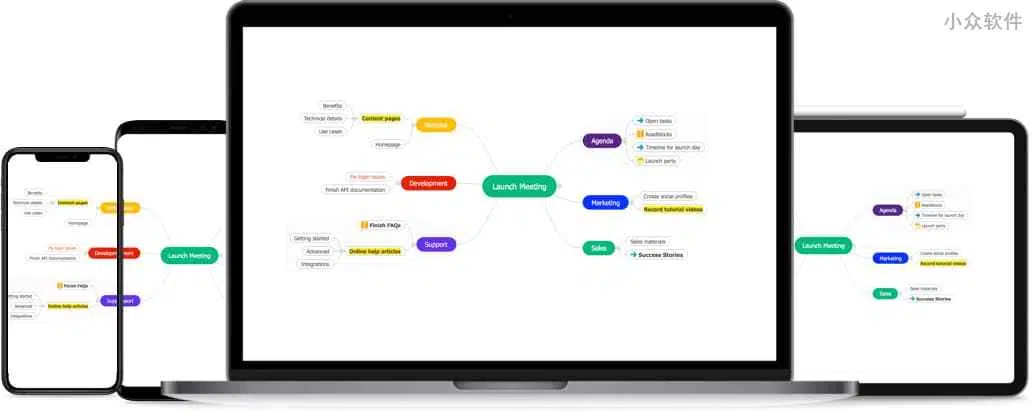 小众软件
Benefits
Technical details
Use cases
Content pages
Homepage
Fix issues
Finish API documentation
Development
Finish FAQs
Getting started
Advanced
Integrations
Online help articles
Support
Launch Meeting
Agenda
Open tasks
Roadblocks
Timeline for launch day
Launch party
Marketing
Create social profiles
Record tutorial videos
Sales
Sales materials
Success Stories
Benefits
Technical details
Use cases
Content pages
Homepage
Fix issues
Finish API documentation
Development
Finish FAQs
Getting started
Advanced
Integrations
Online help articles
Support
Launch Meeting
Launch Meeting
Agenda
Open tasks
Roadblocks
Timeline for launch day
Launch party
Marketing
Create social profiles
Record tutorial videos
Sales
Sales materials
Success Stories